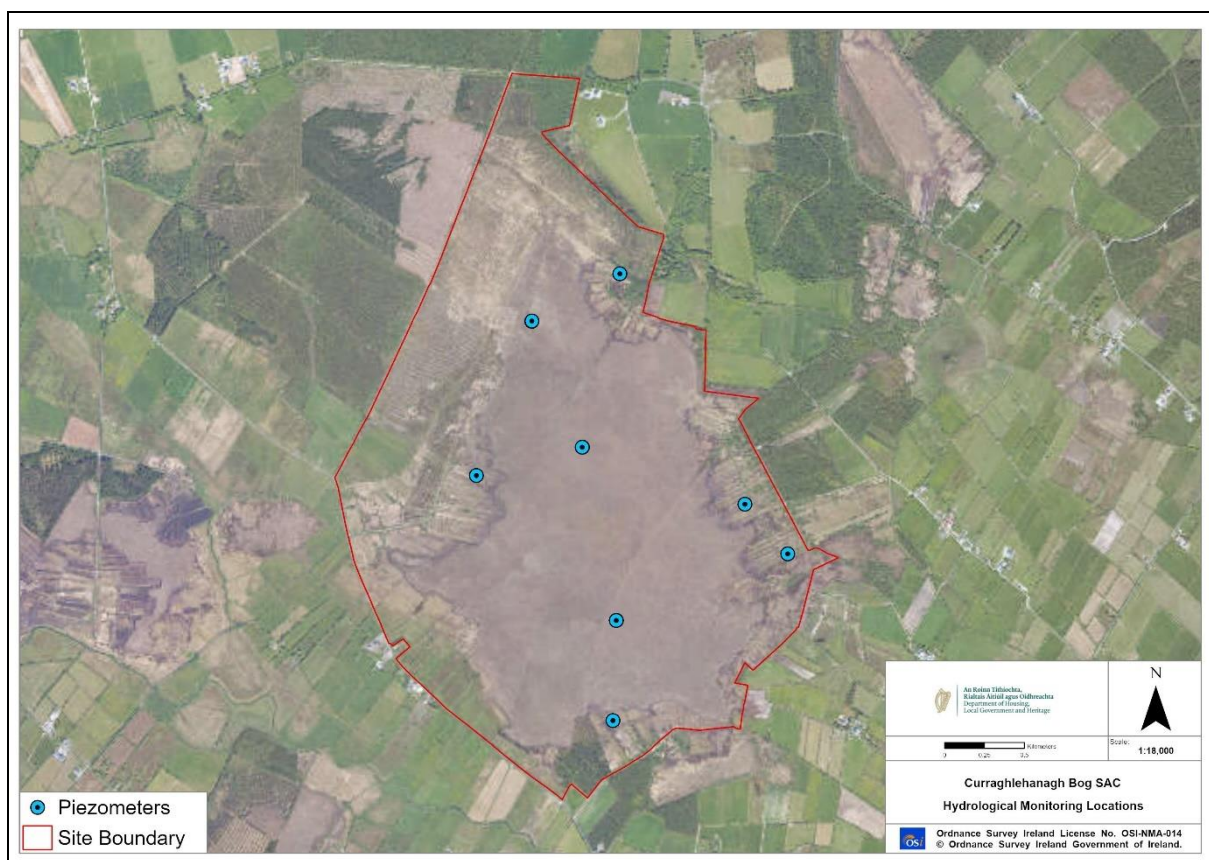 Piezometers
Site Boundary
An Roinn Tithíochta,
Rialtais Áitiúil agus Oidhreachta
Department of Housing,
Local Government and Heritage
N
Kilometers
0 0.25 0.5
Scale:
1:18,000
Curraghlehanagh Bog SAC
Hydrological Monitoring Locations
OSi
Ordnance Survey Ireland License No. OSI-NMA-014
© Ordnance Survey Ireland Government of Ireland.